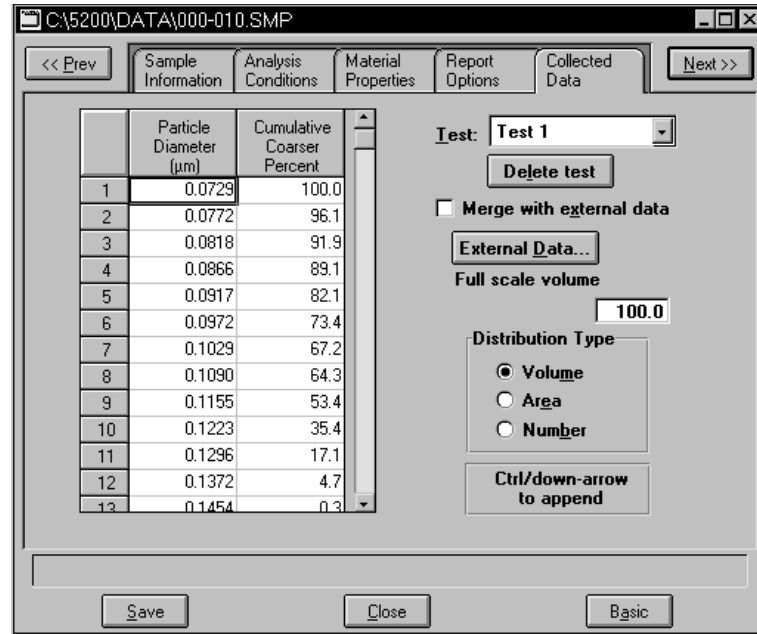 C:\5200\DATA\000-010.SMP
<< Prev
Sample Information
Analysis Conditions
Material Properties
Report Options
Collected Data
Next >>
Particle Diameter (µm)
Cumulative Coarser Percent
1 0.0729 100.0
2 0.0772 96.1
3 0.0818 91.9
4 0.0866 89.1
5 0.0917 82.1
6 0.0972 73.4
7 0.1029 67.2
8 0.1090 64.3
9 0.1155 53.4
10 0.1223 35.4
11 0.1296 17.1
12 0.1372 4.7
13 0.1454 0.3
Test: Test 1
Delete test
Merge with external data
External Data...
Full scale volume
100.0
Distribution Type
Volume
Area
Number
Ctrl/down-arrow
to append
Save
Close
Basic